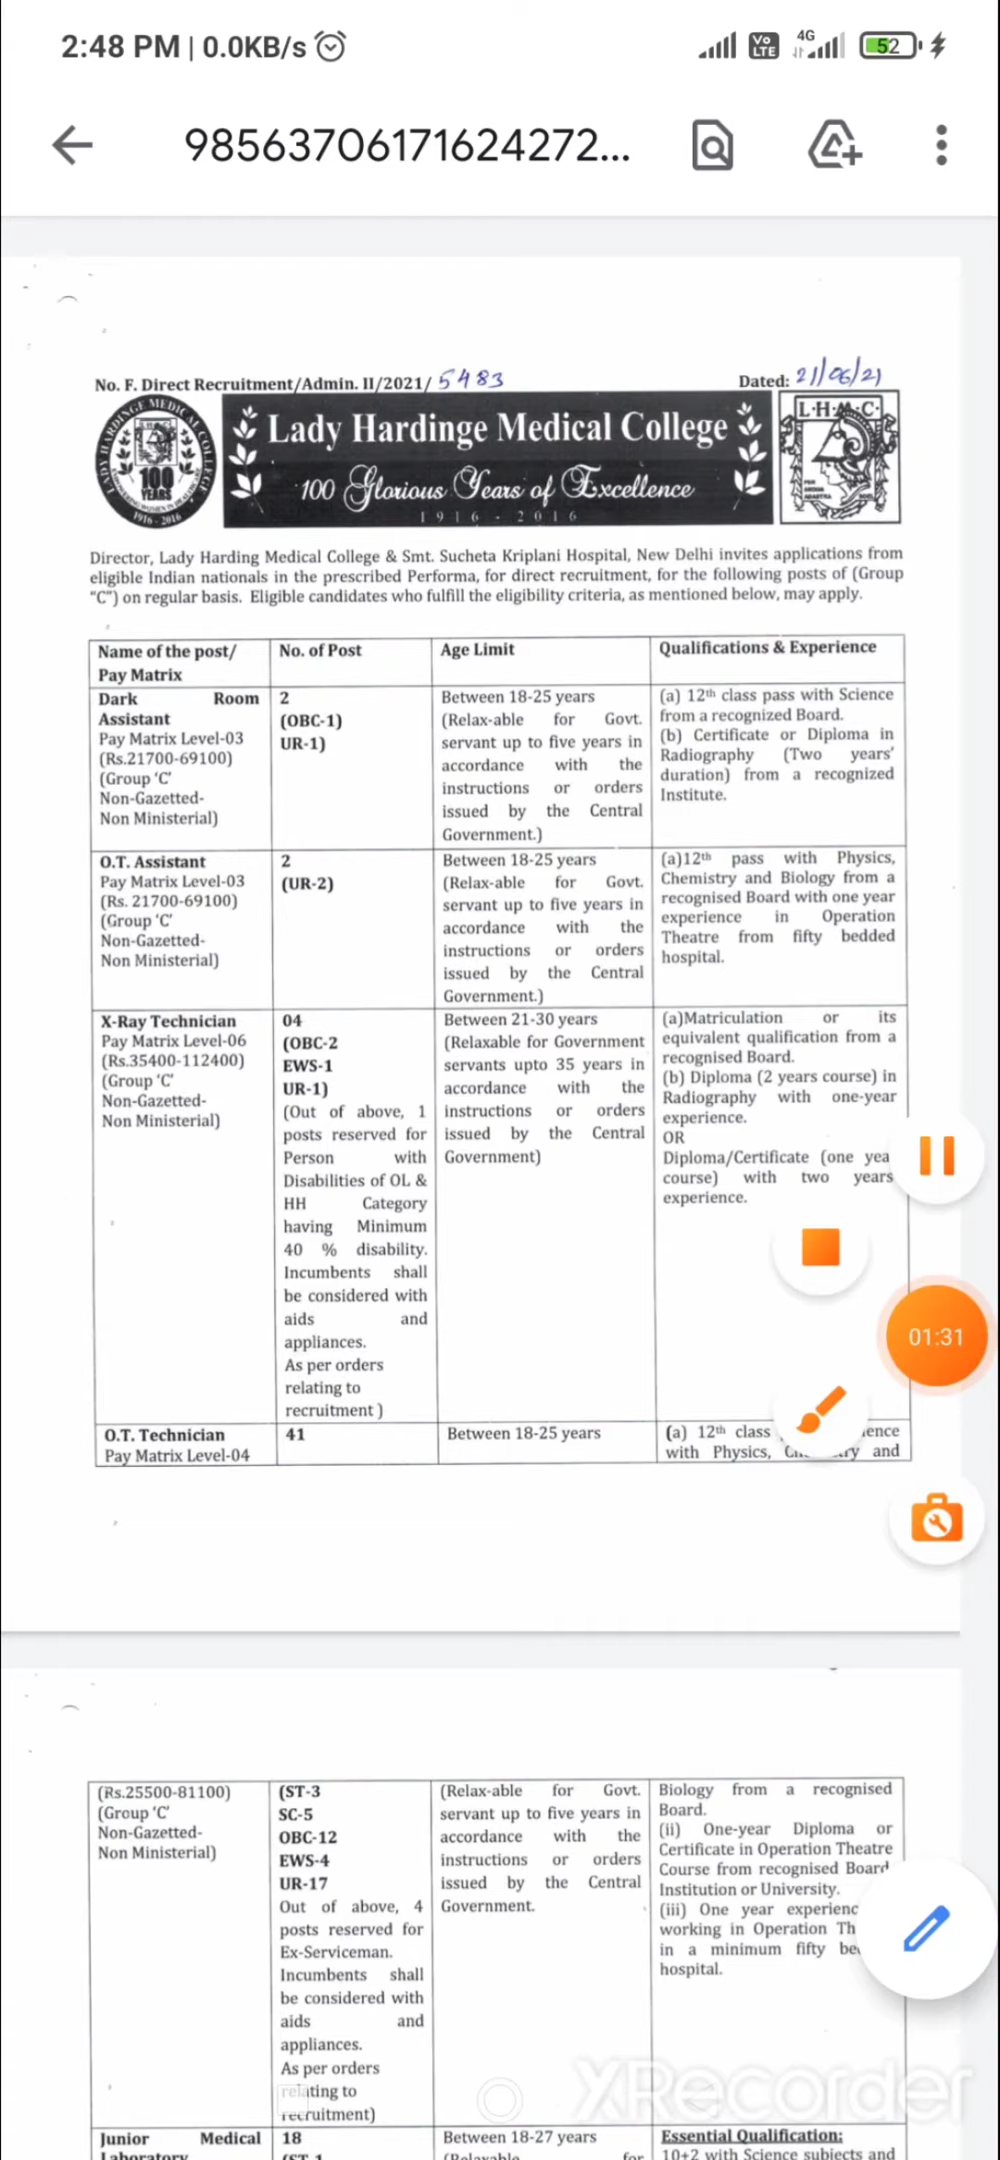 2:48 PM | 0.0KB/s
Vo LTE 4G 52
98563706171624272...
No. F. Direct Recruitment/Admin. II/2021/ 5483 Dated: 21/06/21
LADY HARDINGE MEDICAL COLLEGE
100 YEARS
1916 - 2016
Lady Hardinge Medical College
100 Glorious Years of Excellence
1916 - 2016
L·H·M·C·
Director, Lady Harding Medical College & Smt. Sucheta Kriplani Hospital, New Delhi invites applications from
eligible Indian nationals in the prescribed Performa, for direct recruitment, for the following posts of (Group
"C") on regular basis. Eligible candidates who fulfill the eligibility criteria, as mentioned below, may apply.
Name of the post/
Pay Matrix
No. of Post
Age Limit
Qualifications & Experience
Dark Room
Assistant
Pay Matrix Level-03
(Rs.21700-69100)
(Group 'C'
Non-Gazetted-
Non Ministerial)
2
(OBC-1)
UR-1)
Between 18-25 years
(Relax-able for Govt.
servant up to five years in
accordance with the
instructions or orders
issued by the Central
Government.)
(a) 12th class pass with Science
from a recognized Board.
(b) Certificate or Diploma in
Radiography (Two years'
duration) from a recognized
Institute.
O.T. Assistant
Pay Matrix Level-03
(Rs. 21700-69100)
(Group 'C'
Non-Gazetted-
Non Ministerial)
2
(UR-2)
Between 18-25 years
(Relax-able for Govt.
servant up to five years in
accordance with the
instructions or orders
issued by the Central
Government.)
(a)12th pass with Physics,
Chemistry and Biology from a
recognised Board with one year
experience in Operation
Theatre from fifty bedded
hospital.
X-Ray Technician
Pay Matrix Level-06
(Rs.35400-112400)
(Group 'C'
Non-Gazetted-
Non Ministerial)
04
(OBC-2
EWS-1
UR-1)
(Out of above, 1
posts reserved for
Person with
Disabilities of OL &
HH Category
having Minimum
40 % disability.
Incumbents shall
be considered with
aids and
appliances.
As per orders
relating to
recruitment )
Between 21-30 years
(Relaxable for Government
servants upto 35 years in
accordance with the
instructions or orders
issued by the Central
Government)
(a)Matriculation or its
equivalent qualification from a
recognised Board.
(b) Diploma (2 years course) in
Radiography with one-year
experience.
OR
Diploma/Certificate (one yea
course) with two years
experience.
01:31
O.T. Technician
Pay Matrix Level-04
41
Between 18-25 years
(a) 12th class ience
with Physics, ry and
(Rs.25500-81100)
(Group 'C'
Non-Gazetted-
Non Ministerial)
(ST-3
SC-5
OBC-12
EWS-4
UR-17
Out of above, 4
posts reserved for
Ex-Serviceman.
Incumbents shall
be considered with
aids and
appliances.
As per orders
relating to
recruitment)
(Relax-able for Govt.
servant up to five years in
accordance with the
instructions or orders
issued by the Central
Government.
Biology from a recognised
Board.
(ii) One-year Diploma or
Certificate in Operation Theatre
Course from recognised Board
Institution or University.
(iii) One year experienc
working in Operation Th
in a minimum fifty be
hospital.
XRecorder
Junior Medical
Laboratory
18
(ST-1
Between 18-27 years
(Relaxable for
Essential Qualification:
10+2 with Science subjects and